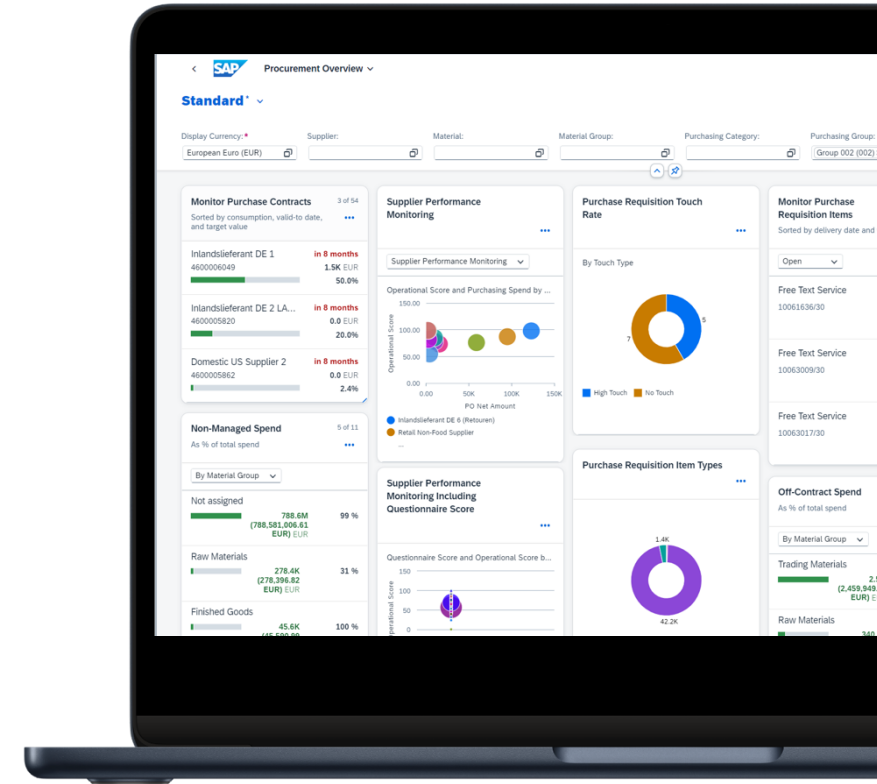 SAP Procurement Overview
Standard*
Display Currency:*
Supplier:
Material:
Material Group:
Purchasing Category:
Purchasing Group:
European Euro (EUR)
Group 002 (002)
Monitor Purchase Contracts
3 of 54
Sorted by consumption, valid-to date,
and target value
Inlandslieferant DE 1
in 8 months
4600006049
1.5K EUR
50.0%
Inlandslieferant DE 2 LA...
in 8 months
4600005820
0.0 EUR
20.0%
Domestic US Supplier 2
in 8 months
4600005862
0.0 EUR
2.4%
Non-Managed Spend
5 of 11
As % of total spend
By Material Group
Not assigned
788.6M
99 %
(788,581,006.61
EUR) EUR
Raw Materials
278.4K
31 %
(278,396.82
EUR) EUR
Finished Goods
45.6K
100 %
Supplier Performance
Monitoring
Supplier Performance Monitoring
Operational Score and Purchasing Spend by ...
Operational Score
150.00
100.00
50.00
0.00
0.00
50K
100K
150K
PO Net Amount
Inlandslieferant DE 6 (Retouren)
Retail Non-Food Supplier
...
Supplier Performance
Monitoring Including
Questionnaire Score
Questionnaire Score and Operational Score b...
150
100
50
0
Purchase Requisition Touch
Rate
By Touch Type
5
7
High Touch
No Touch
Purchase Requisition Item Types
1.4K
42.2K
Monitor Purchase
Requisition Items
Sorted by delivery date and
Open
Free Text Service
10061636/30
Free Text Service
10063009/30
Free Text Service
10063017/30
Off-Contract Spend
As % of total spend
By Material Group
Trading Materials
(2,459,949.
Raw Materials